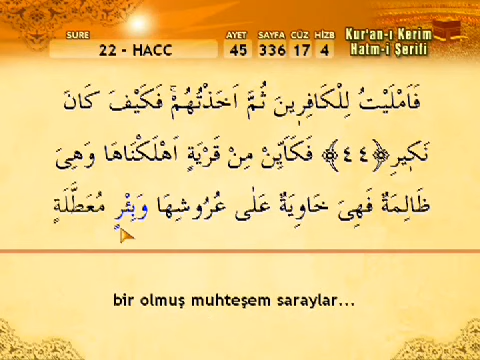 SURE AYET SAYFA CÜZ HİZB
22 - HACC 45 336 17 4
Kur'an-ı Kerim
Hatm-i Şerifi
فَاَمْلَيْتُ لِلْكَافِرٖينَ ثُمَّ اَخَذْتُهُمْۚ فَكَيْفَ كَانَ
نَكٖيرِ ﴿٤٤﴾ فَكَاَيِّنْ مِنْ قَرْيَةٍ اَهْلَكْنَاهَا وَهِىَ
ظَالِمَةٌ فَهِىَ خَاوِيَةٌ عَلٰى عُرُوشِهَا وَبِئْرٍ مُعَطَّلَةٍ
bir olmuş muhteşem saraylar...